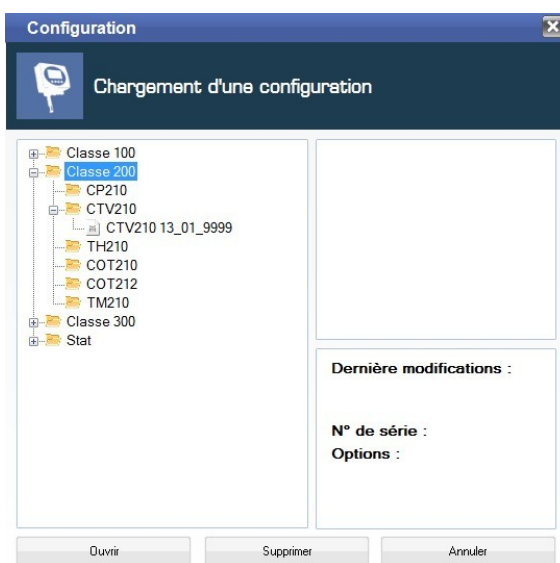 Configuration
Chargement d'une configuration
Classe 100
Classe 200
CP210
CTV210
CTV210 13_01_9999
TH210
COT210
COT212
TM210
Classe 300
Stat
Dernière modifications :
N° de série :
Options :
Ouvrir
Supprimer
Annuler